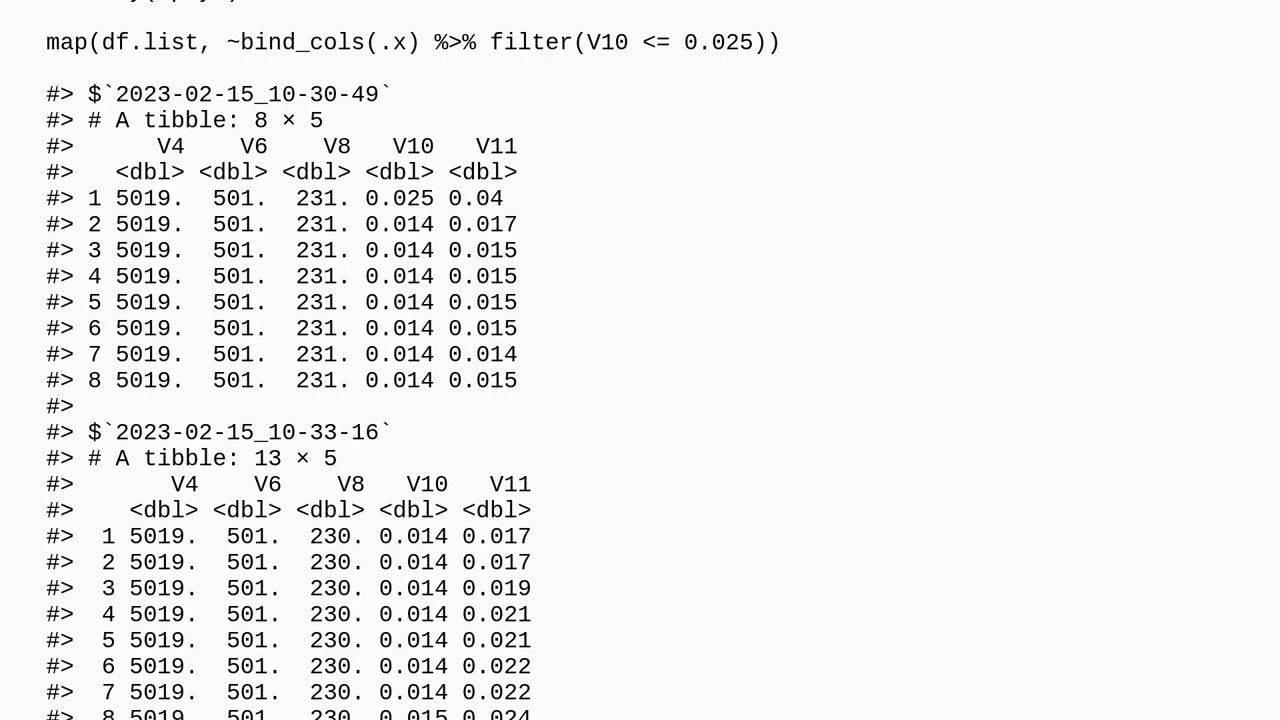 map(df.list, ~bind_cols(.x) %>% filter(V10 <= 0.025))
#> $`2023-02-15_10-30-49`
#> # A tibble: 8 × 5
#>      V4    V6    V8   V10   V11
#>   <dbl> <dbl> <dbl> <dbl> <dbl>
#> 1 5019.  501.  231. 0.025 0.04
#> 2 5019.  501.  231. 0.014 0.017
#> 3 5019.  501.  231. 0.014 0.015
#> 4 5019.  501.  231. 0.014 0.015
#> 5 5019.  501.  231. 0.014 0.015
#> 6 5019.  501.  231. 0.014 0.015
#> 7 5019.  501.  231. 0.014 0.014
#> 8 5019.  501.  231. 0.014 0.015
#>
#> $`2023-02-15_10-33-16`
#> # A tibble: 13 × 5
#>       V4    V6    V8   V10   V11
#>    <dbl> <dbl> <dbl> <dbl> <dbl>
#>  1 5019.  501.  230. 0.014 0.017
#>  2 5019.  501.  230. 0.014 0.017
#>  3 5019.  501.  230. 0.014 0.019
#>  4 5019.  501.  230. 0.014 0.021
#>  5 5019.  501.  230. 0.014 0.021
#>  6 5019.  501.  230. 0.014 0.022
#>  7 5019.  501.  230. 0.014 0.022
#>  8 5019.  501.  230. 0.015 0.024